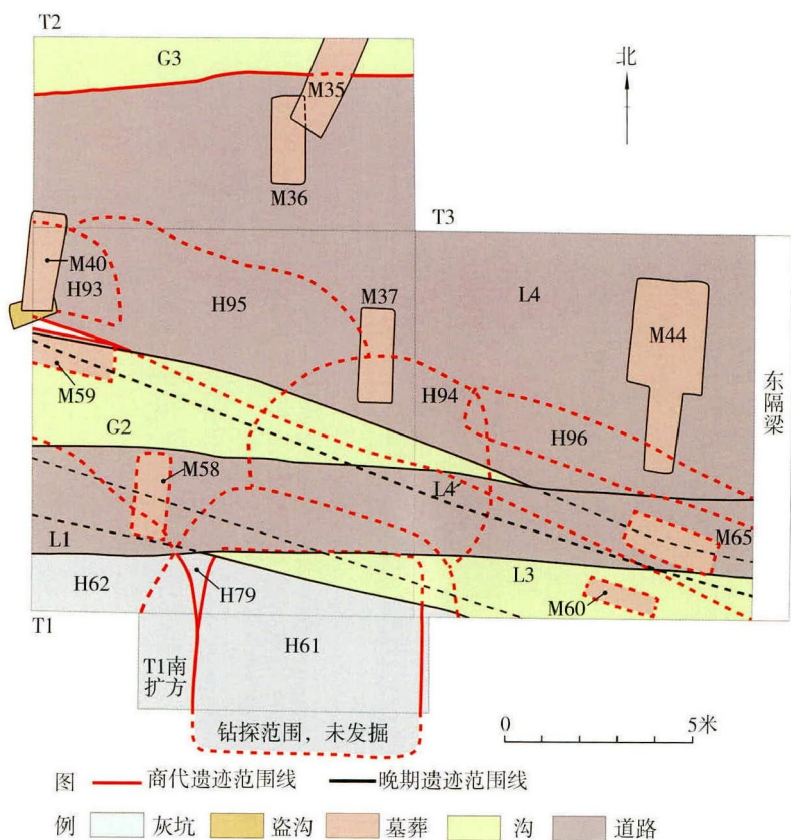 T2
G3
北
M35
M36
T3
M40
H93
H95
M37
L4
M44
M59
H94
东隔梁
G2
H96
M58
L4
L1
M65
H62
H79
L3
M60
T1
H61
T1南
扩方
钻探范围，未发掘
0 5米
图 商代遗迹范围线 晚期遗迹范围线
例 灰坑 盗沟 墓葬 沟 道路